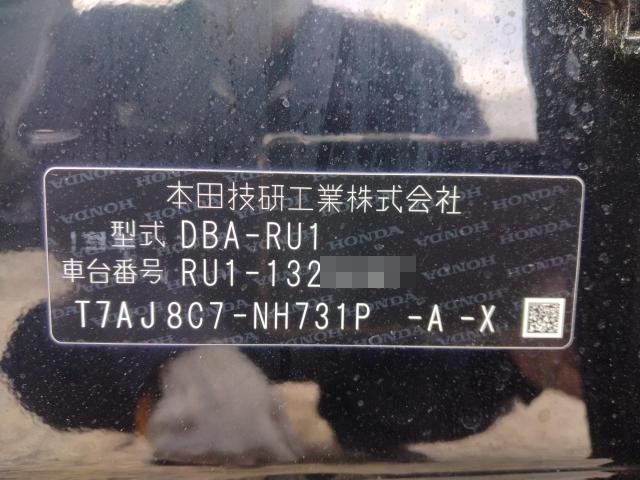 本田技研工業株式会社
型式 DBA-RU1
車台番号 RU1-132
T7AJ8C7-NH731P -A -X